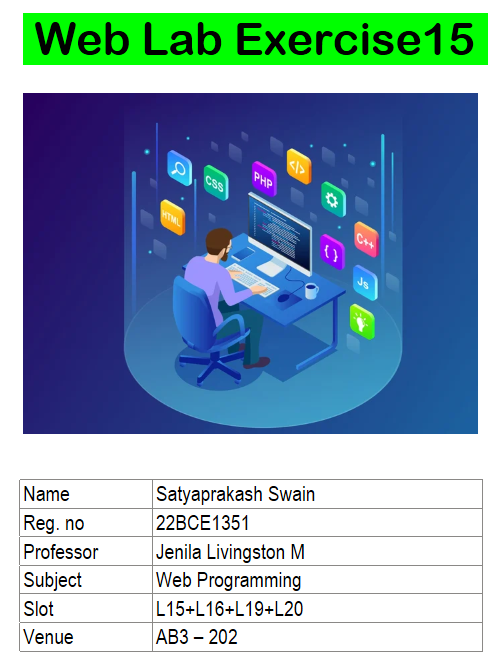 Web Lab Exercise15
CSS
PHP
</>
HTML
{ }
C++
Js
Name Satyaprakash Swain
Reg. no 22BCE1351
Professor Jenila Livingston M
Subject Web Programming
Slot L15+L16+L19+L20
Venue AB3 – 202